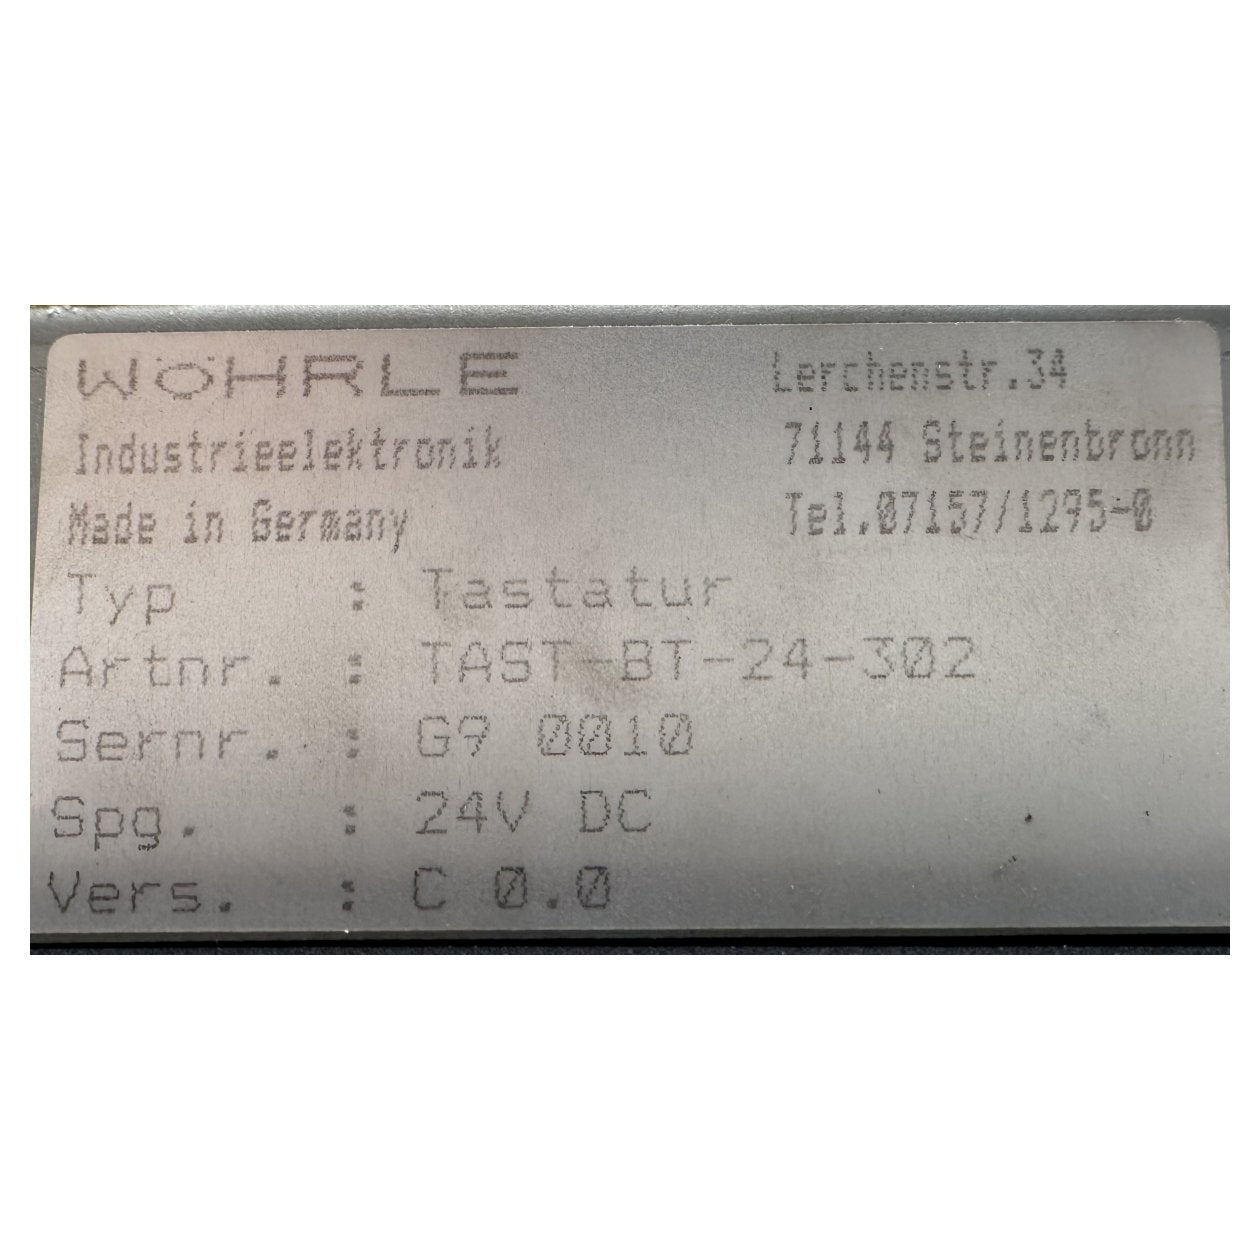 WÖHRLE Lerchenstr.34
Industrieelektronik 71144 Steinenbronn
Made in Germany Tel.07157/1295-0
Typ : Tastatur
Artnr. : TAST-BT-24-302
Sernr. : G9 0010
Spg. : 24V DC
Vers. : C 0.0